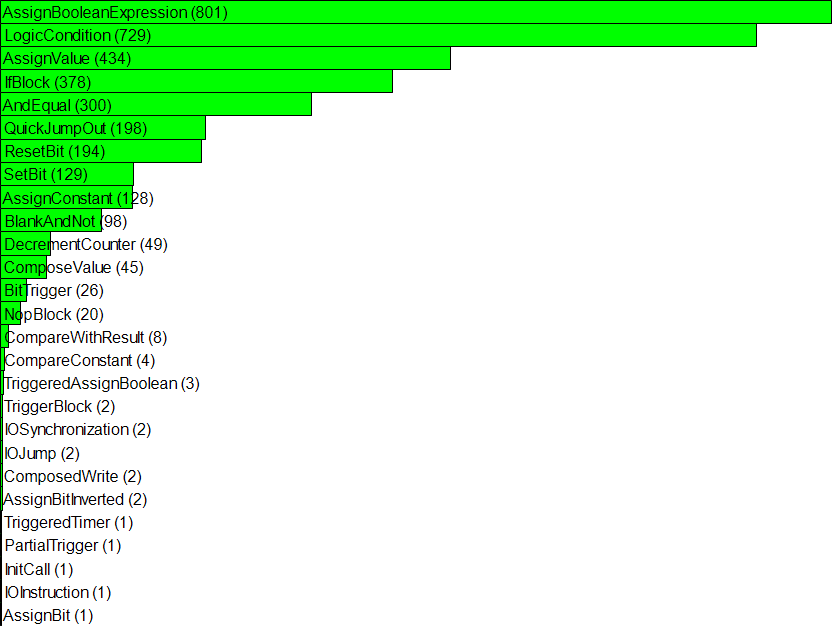 AssignBooleanExpression (801)
LogicCondition (729)
AssignValue (434)
IfBlock (378)
AndEqual (300)
QuickJumpOut (198)
ResetBit (194)
SetBit (129)
AssignConstant (128)
BlankAndNot (98)
DecrementCounter (49)
ComposeValue (45)
BitTrigger (26)
NopBlock (20)
CompareWithResult (8)
CompareConstant (4)
TriggeredAssignBoolean (3)
TriggerBlock (2)
IOSynchronization (2)
IOJump (2)
ComposedWrite (2)
AssignBitInverted (2)
TriggeredTimer (1)
PartialTrigger (1)
InitCall (1)
IOInstruction (1)
AssignBit (1)